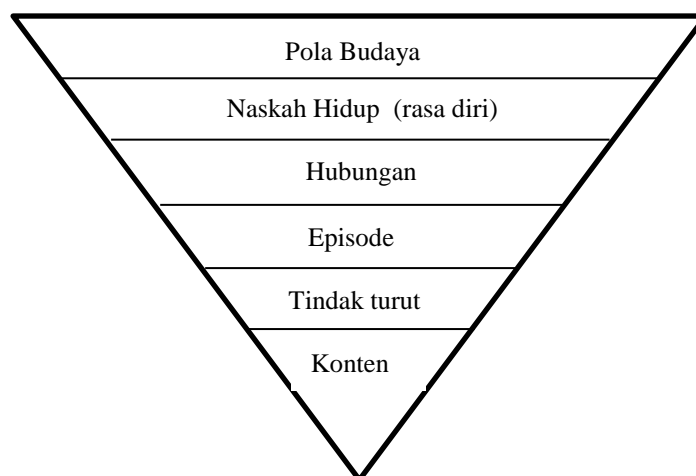 Pola Budaya
Naskah Hidup (rasa diri)
Hubungan
Episode
Tindak turut
Konten